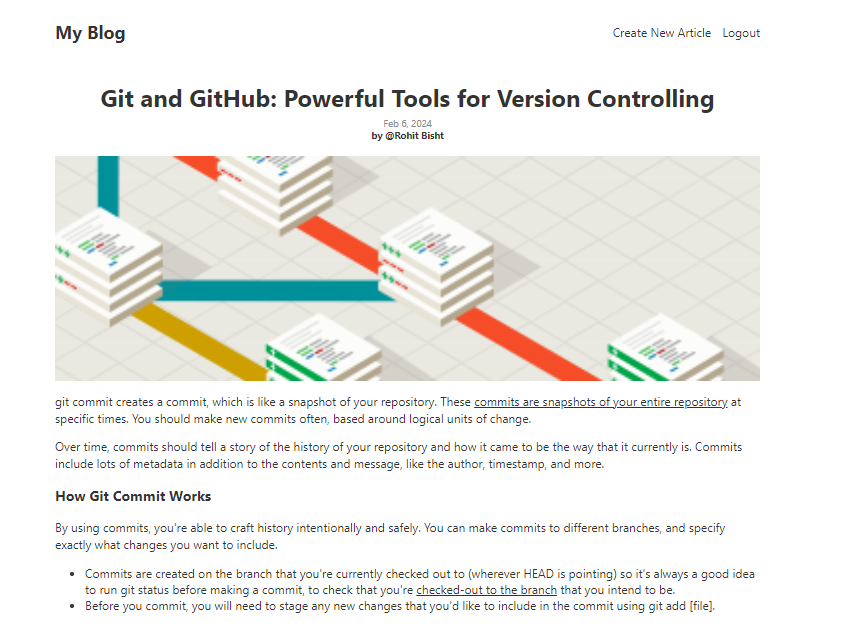 My Blog
Create New Article Logout
Git and GitHub: Powerful Tools for Version Controlling
Feb 6, 2024
by @Rohit Bisht
git commit creates a commit, which is like a snapshot of your repository. These commits are snapshots of your entire repository at
specific times. You should make new commits often, based around logical units of change.
Over time, commits should tell a story of the history of your repository and how it came to be the way that it currently is. Commits
include lots of metadata in addition to the contents and message, like the author, timestamp, and more.
How Git Commit Works
By using commits, you're able to craft history intentionally and safely. You can make commits to different branches, and specify
exactly what changes you want to include.
• Commits are created on the branch that you're currently checked out to (wherever HEAD is pointing) so it's always a good idea
to run git status before making a commit, to check that you're checked-out to the branch that you intend to be.
• Before you commit, you will need to stage any new changes that you'd like to include in the commit using git add [file].